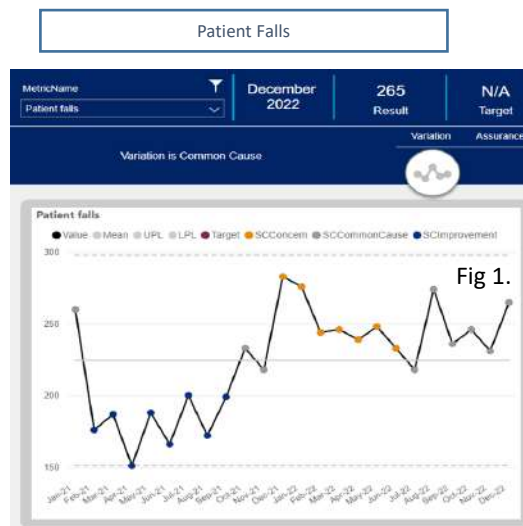 Patient Falls
MetricName
Patient falls
December
2022
265
Result
N/A
Target
Variation is Common Cause
Variation
Assurance
Patient falls
Value Mean UPL LPL Target SCConcern SCCommonCause SCImprovement
Fig 1.
300
250
200
150
Jan-21 Feb-21 Mar-21 Apr-21 May-21 Jun-21 Jul-21 Aug-21 Sep-21 Oct-21 Nov-21 Dec-21 Jan-22 Feb-22 Mar-22 Apr-22 May-22 Jun-22 Jul-22 Aug-22 Sep-22 Oct-22 Nov-22 Dec-22